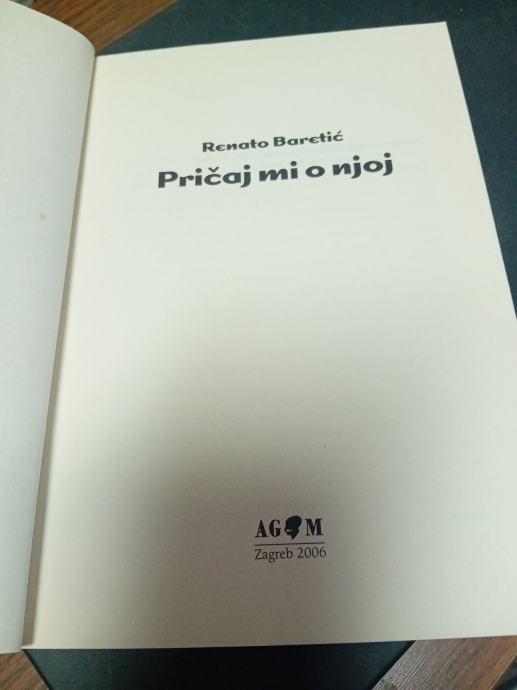 Renato Baretić
Pričaj mi o njoj
AGM
Zagreb 2006